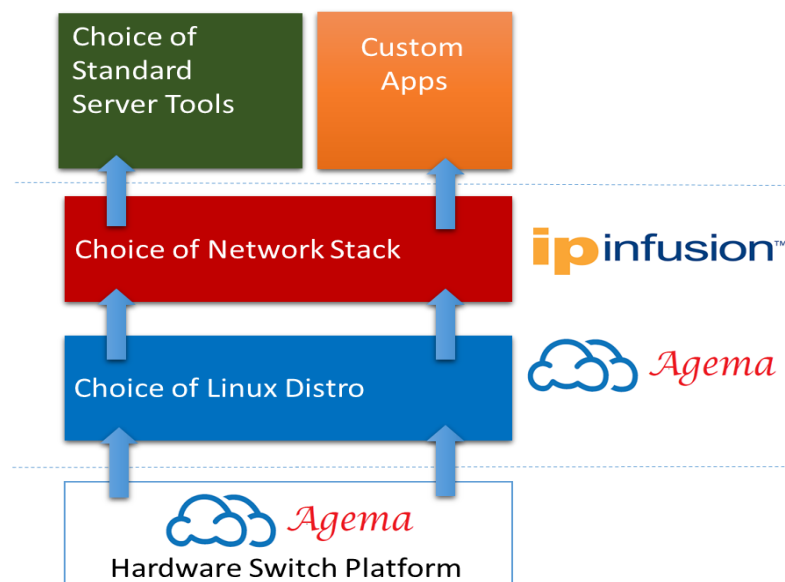 Choice of
Standard
Server Tools
Custom
Apps
Choice of Network Stack
ipinfusion™
Choice of Linux Distro
Agema
Agema
Hardware Switch Platform